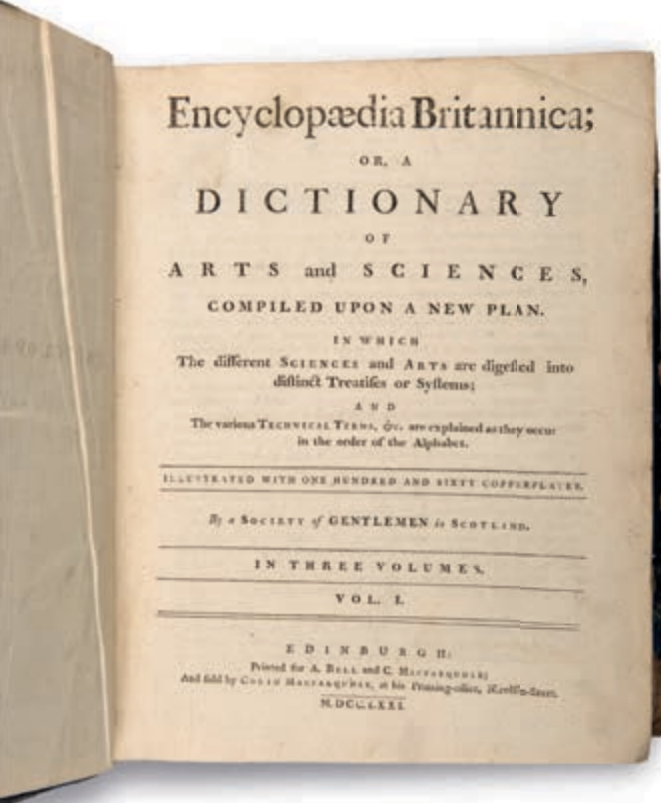 Encyclopædia Britannica;
OR, A
DICTIONARY
OF
ARTS and SCIENCES,
COMPILED UPON A NEW PLAN.
IN WHICH
The different SCIENCES and ARTS are digeſted into
diſtinct Treatiſes or Syſtems;
AND
The various TECHNICAL TERMS, &c. are explained as they occur
in the order of the Alphabet.
ILLUSTRATED WITH ONE HUNDRED AND SIXTY COPPERPLATES.
By a SOCIETY of GENTLEMEN in SCOTLAND.
IN THREE VOLUMES.
VOL. I.
EDINBURGH:
Printed for A. BELL and C. MACFARQUHAR;
And ſold by COLIN MACFARQUHAR, at his Printing-office, Nicolſon-ſtreet.
M.DCC.LXXI.